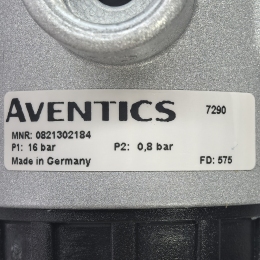 AVENTICS 7290
MNR: 0821302184
P1: 16 bar P2: 0,8 bar
Made in Germany FD: 575